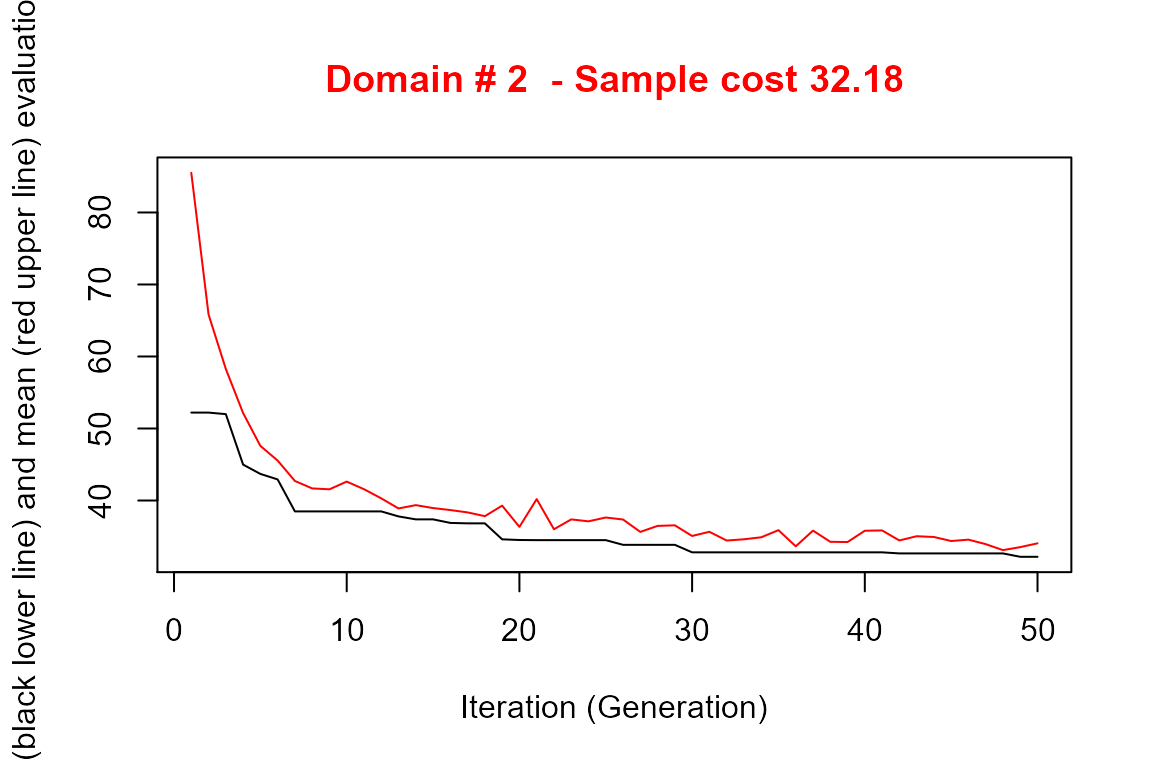 Domain # 2  - Sample cost 32.18
(black lower line) and mean (red upper line) evaluatio
80
70
60
50
40
0 10 20 30 40 50
Iteration (Generation)